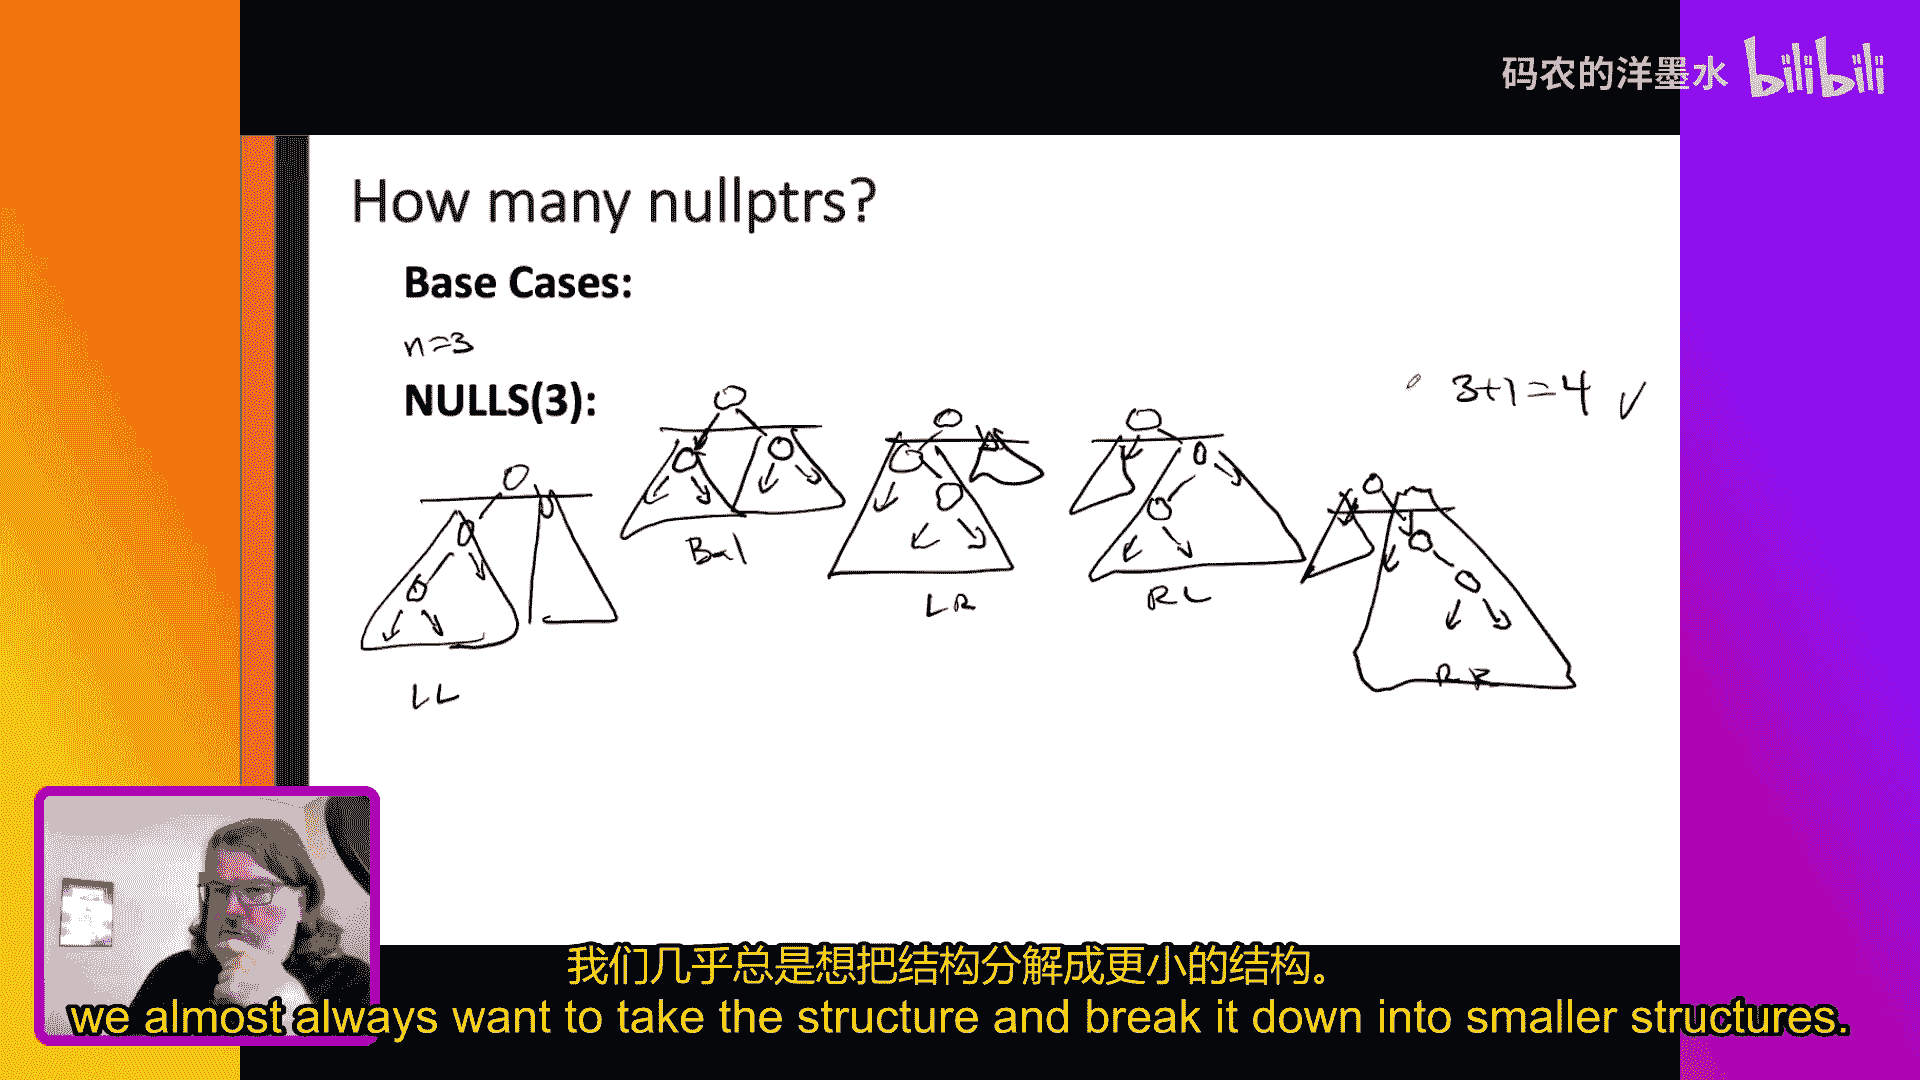 码农的洋墨水 bilibili
How many nullptrs?
Base Cases:
n=3
NULLS(3):
3+1=4 ✓
Bal
LR
RL
RR
LL
我们几乎总是想把结构分解成更小的结构。
we almost always want to take the structure and break it down into smaller structures.